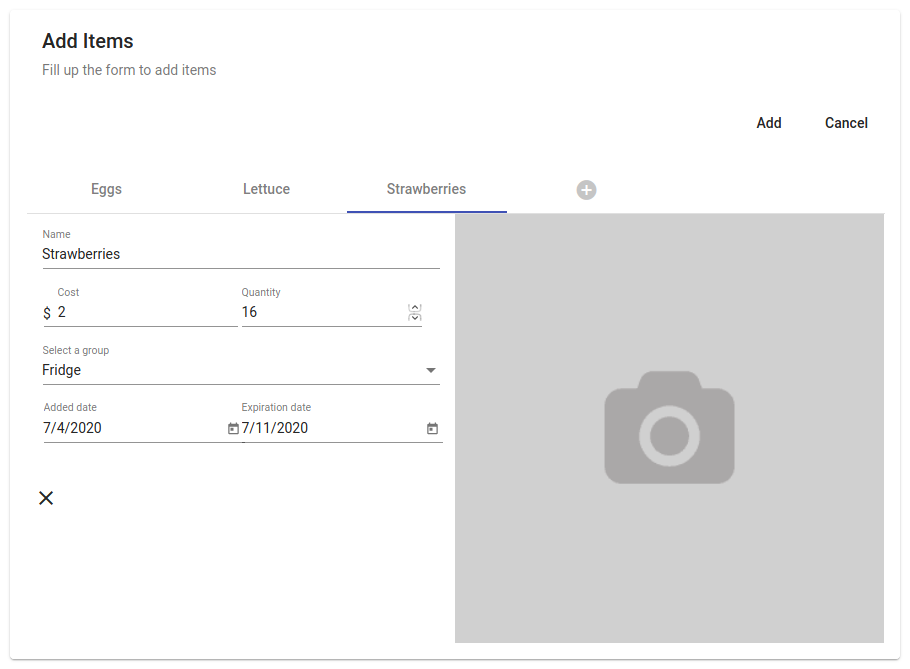 Add Items
Fill up the form to add items
Add Cancel
Eggs Lettuce Strawberries
Name
Strawberries
Cost Quantity
$ 2 16
Select a group
Fridge
Added date Expiration date
7/4/2020 7/11/2020